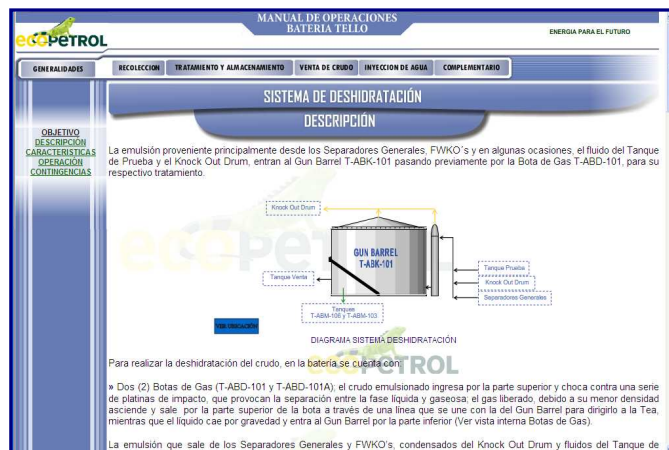 MANUAL DE OPERACIONES
BATERIA TELLO
ENERGIA PARA EL FUTURO
ecoPETROL
GENERALIDADES
RECOLECCION TRATAMIENTO Y ALMACENAMIENTO VENTA DE CRUDO INYECCION DE AGUA COMPLEMENTARIO
SISTEMA DE DESHIDRATACIÓN
DESCRIPCIÓN
OBJETIVO
DESCRIPCIÓN
CARACTERISTICAS
OPERACIÓN
CONTINGENCIAS
La emulsión proveniente principalmente desde los Separadores Generales, FWKO´s y en algunas ocasiones, el fluido del Tanque
de Prueba y el Knock Out Drum, entran al Gun Barrel T-ABK-101 pasando previamente por la Bota de Gas T-ABD-101, para su
respectivo tratamiento.
Knock Out Drum
GUN BARREL
T-ABK-101
Tanque Venta
Tanque Prueba
Knock Out Drum
Separadores Generales
Tanques
T-ABM-106 y T-ABM-103
VER UBICACIÓN
DIAGRAMA SISTEMA DESHIDRATACIÓN
Para realizar la deshidratación del crudo, en la batería se cuenta con:
» Dos (2) Botas de Gas (T-ABD-101 y T-ABD-101A); el crudo emulsionado ingresa por la parte superior y choca contra una serie
de platinas de impacto, que provocan la separación entre la fase líquida y gaseosa; el gas liberado, debido a su menor densidad
asciende y sale por la parte superior de la bota a través de una línea que se une con la del Gun Barrel para dirigirlo a la Tea,
mientras que el líquido cae por gravedad y entra al Gun Barrel por la parte inferior (Ver vista interna Botas de Gas).
La emulsión que sale de los Separadores Generales y FWKO's, condensados del Knock Out Drum y fluidos del Tanque de